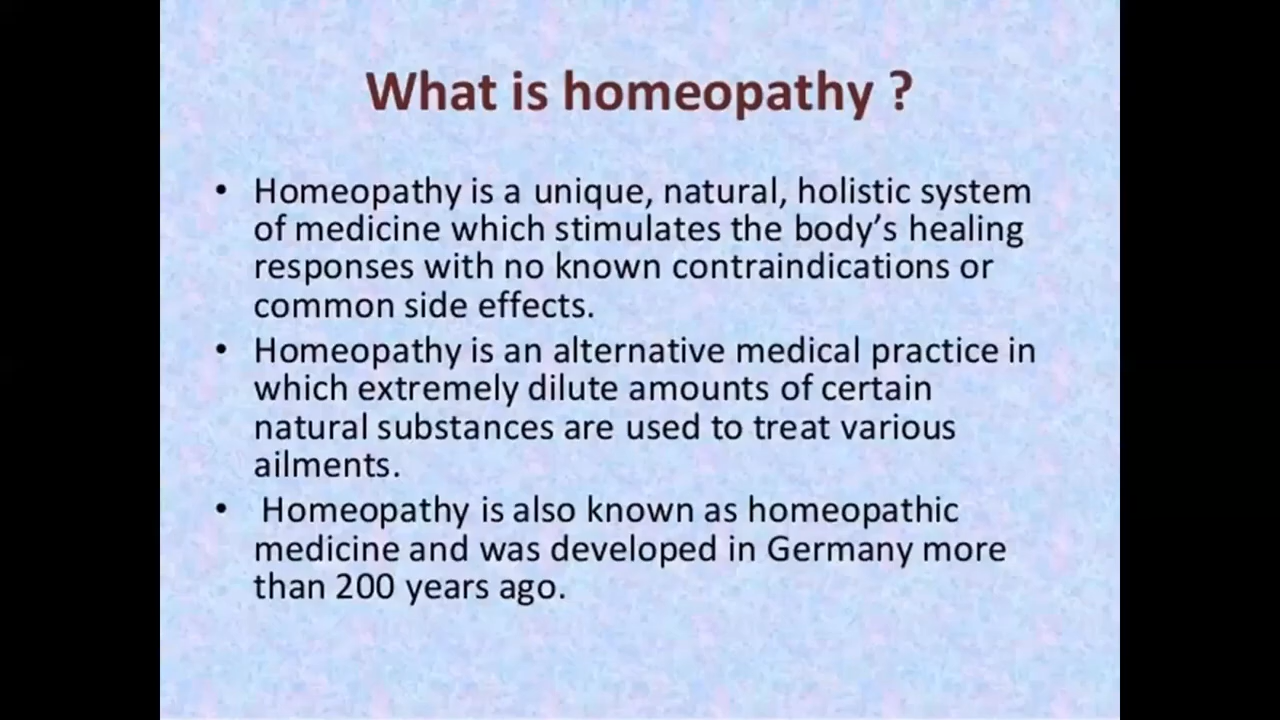 What is homeopathy ?
• Homeopathy is a unique, natural, holistic system
of medicine which stimulates the body’s healing
responses with no known contraindications or
common side effects.
• Homeopathy is an alternative medical practice in
which extremely dilute amounts of certain
natural substances are used to treat various
ailments.
• Homeopathy is also known as homeopathic
medicine and was developed in Germany more
than 200 years ago.